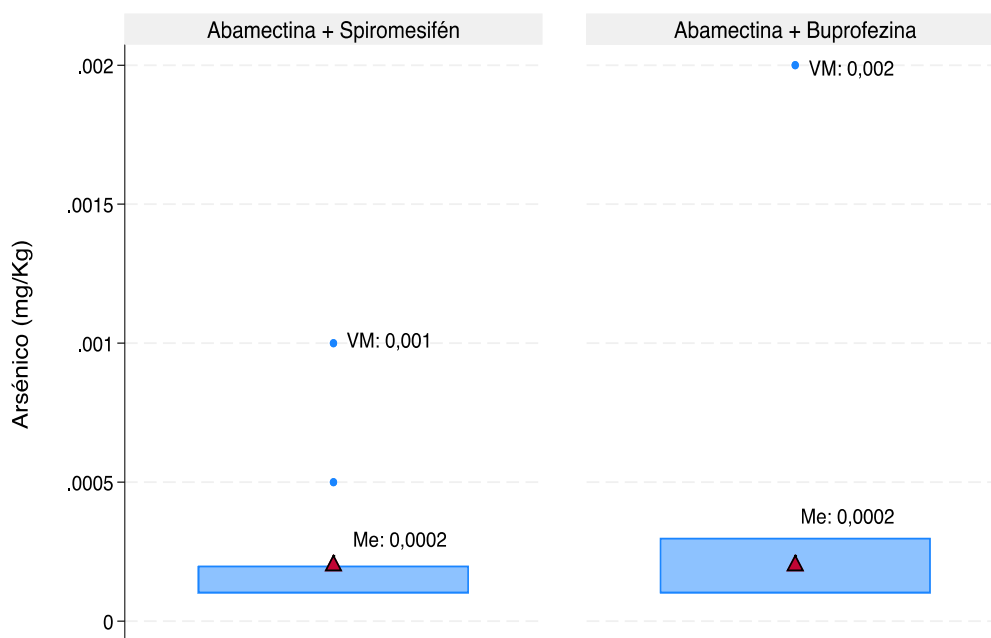 Abamectina + Spiromesifén
Abamectina + Buprofezina
Arsénico (mg/Kg)
.002
.0015
.001
.0005
0
VM: 0,001
Me: 0,0002
VM: 0,002
Me: 0,0002